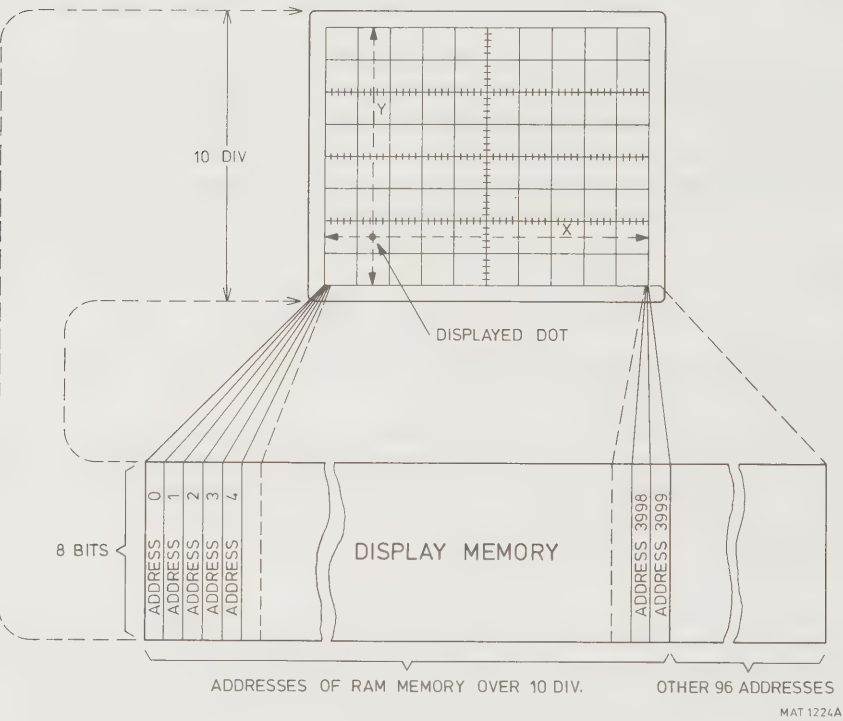 Y
10 DIV
X
DISPLAYED DOT
8 BITS
ADDRESS 0
ADDRESS 1
ADDRESS 2
ADDRESS 3
ADDRESS 4
DISPLAY MEMORY
ADDRESS 3998
ADDRESS 3999
ADDRESSES OF RAM MEMORY OVER 10 DIV.
OTHER 96 ADDRESSES
MAT 1224A